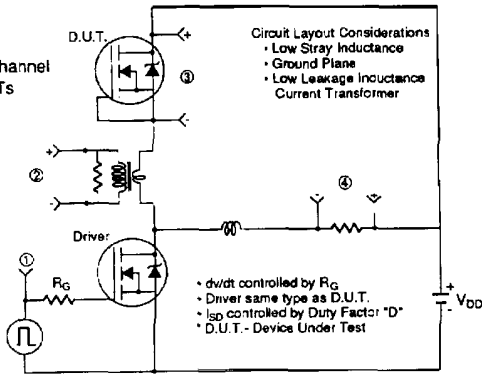 D.U.T.
+
Circuit Layout Considerations
• Low Stray Inductance
• Ground Plane
• Low Leakage Inductance
Current Transformer
hannel
Ts
③
-
+
②
-
④
-
+
Driver
①
RG
• dv/dt controlled by RG
• Driver same type as D.U.T.
• ISD controlled by Duty Factor "D"
* D.U.T.- Device Under Test
+
VDD
-